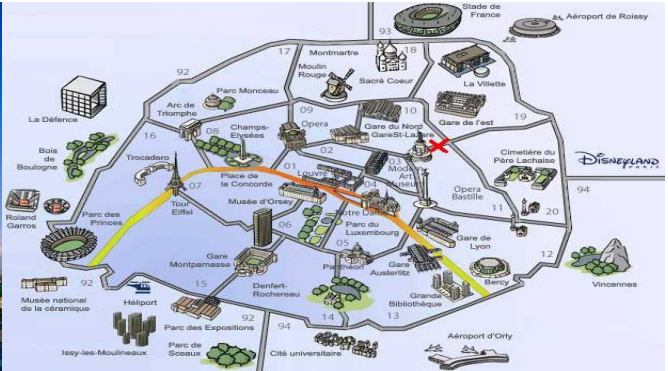 Stade de
France
Aéroport de Roissy
93
17
Montmartre
18
92
Moulin
Rouge
Sacré Coeur
La Villette
Parc Monceau
La Défence
Arc de
Triomphe
09
10
19
Opera
Gare du Nord
Gare de l'est
16
08
Champs-
Elysées
GareSt-Lazare
Bois
de
Boulogne
02
Trocadero
01
03
Cimetière du
Père Lachaise
Disneyland
PARIS
Place de
la Concorde
Louvre
Modern
Art
Museum
04
07
94
Roland
Garros
Tour
Eiffel
Musée d'Orsey
Opera
Bastille
Parc des
Princes
Notre Dame
11
20
06
Parc du
Luxembourg
Gare de
Lyon
05
Gare
Montparnasse
Panthéon
Gare
Austerlitz
12
Bercy
92
15
Denfert-
Rochereau
Grande
Bibliothèque
Vincennes
Musée national
de la céramique
Héliport
14
13
Parc des Expositions
92
94
Aéroport d'Orly
Issy-les-Moulineaux
Parc de
Sceaux
Cité universitaire